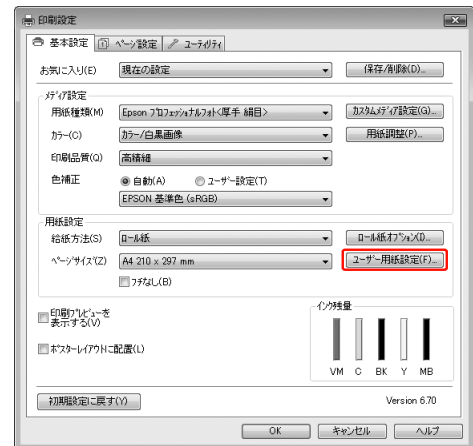 印刷設定
基本設定 ページ設定 ユーティリティ
お気に入り(E) 現在の設定 保存/削除(D)...
メディア設定
用紙種類(M) Epson プロフェッショナルフォト<厚手 絹目> カスタムメディア設定(G)...
カラー(C) カラー/白黒画像 用紙調整(P)...
印刷品質(Q) 高精細
色補正 自動(A) ユーザー設定(T)
EPSON 基準色 (sRGB)
用紙設定
給紙方法(S) ロール紙 ロール紙オプション(I)...
ページサイズ(Z) A4 210 x 297 mm ユーザー用紙設定(F)...
フチなし(B)
インク残量
印刷プレビューを
表示する(V)
ポスターレイアウトに配置(L)
VM C BK Y MB
初期設定に戻す(Y) Version 6.70
OK キャンセル ヘルプ